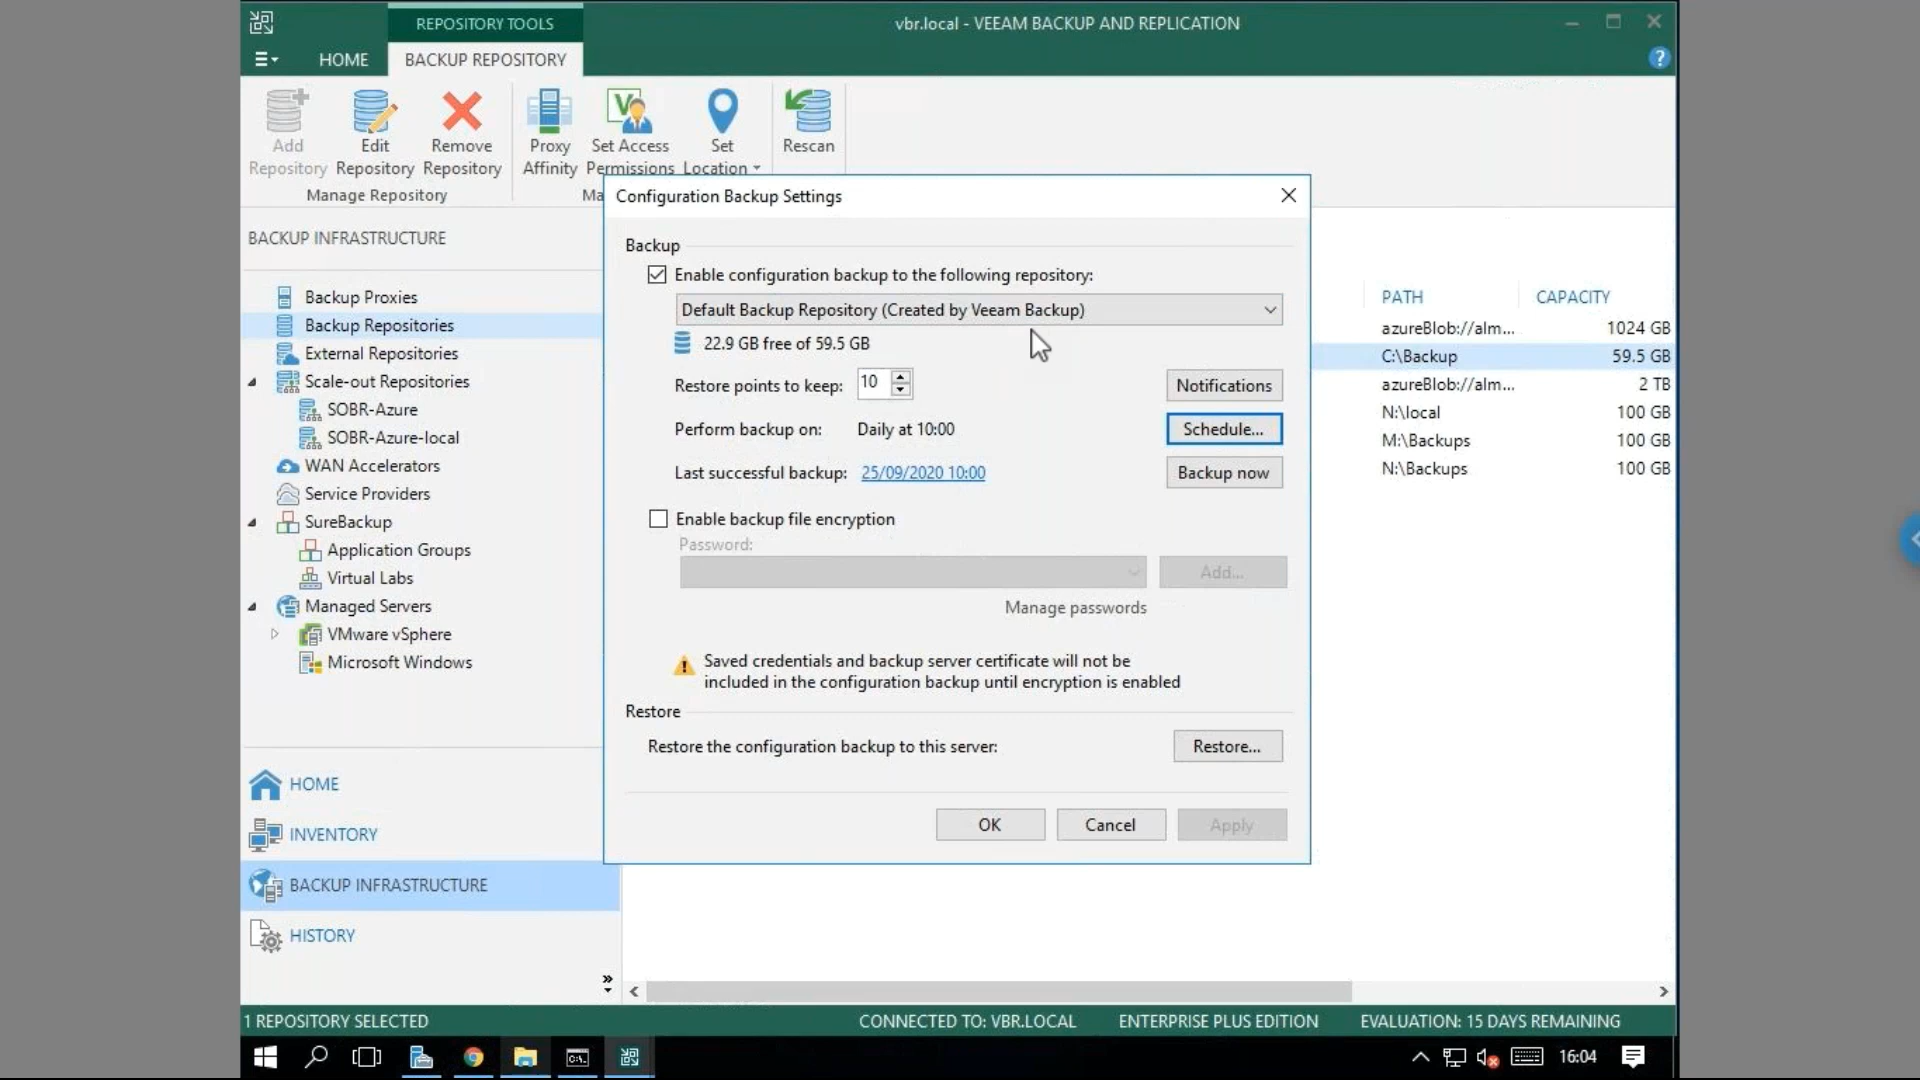 REPOSITORY TOOLS
vbr.local - VEEAM BACKUP AND REPLICATION
HOME
BACKUP REPOSITORY
?
Add Repository
Edit Repository
Remove Repository
Proxy Affinity
Set Access Permissions
Set Location
Rescan
Manage Repository
Ma
BACKUP INFRASTRUCTURE
Backup Proxies
Backup Repositories
External Repositories
Scale-out Repositories
SOBR-Azure
SOBR-Azure-local
WAN Accelerators
Service Providers
SureBackup
Application Groups
Virtual Labs
Managed Servers
VMware vSphere
Microsoft Windows
HOME
INVENTORY
BACKUP INFRASTRUCTURE
HISTORY
Configuration Backup Settings
Backup
Enable configuration backup to the following repository:
Default Backup Repository (Created by Veeam Backup)
22.9 GB free of 59.5 GB
Restore points to keep: 10
Notifications
Perform backup on: Daily at 10:00
Schedule...
Last successful backup: 25/09/2020 10:00
Backup now
Enable backup file encryption
Password:
Add...
Manage passwords
Saved credentials and backup server certificate will not be
included in the configuration backup until encryption is enabled
Restore
Restore the configuration backup to this server:
Restore...
OK
Cancel
Apply
PATH CAPACITY
azureBlob://alm... 1024 GB
C:\Backup 59.5 GB
azureBlob://alm... 2 TB
N:\local 100 GB
M:\Backups 100 GB
N:\Backups 100 GB
1 REPOSITORY SELECTED
CONNECTED TO: VBR.LOCAL
ENTERPRISE PLUS EDITION
EVALUATION: 15 DAYS REMAINING
16:04